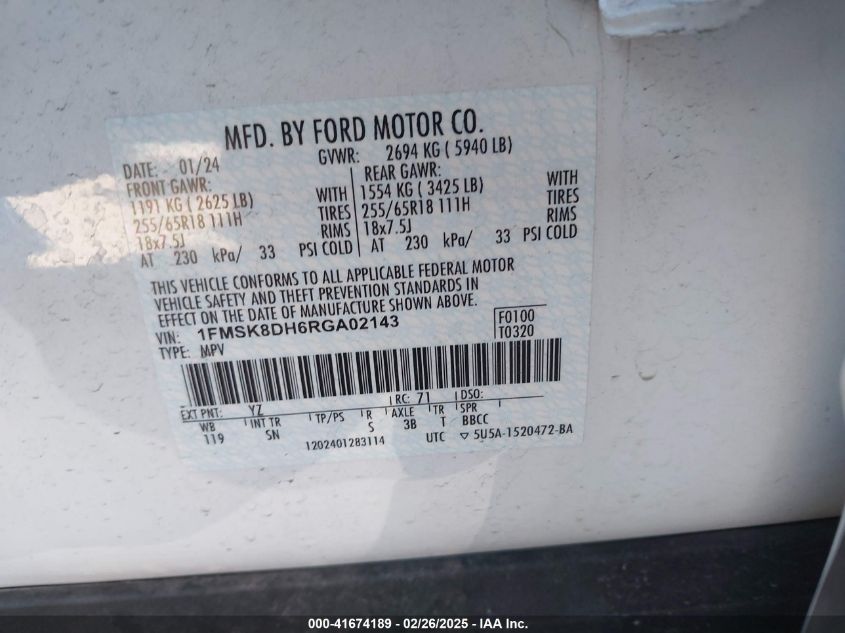 MFD. BY FORD MOTOR CO.
DATE: 01/24 GVWR: 2694 KG ( 5940 LB)
FRONT GAWR: REAR GAWR:
1191 KG ( 2625 LB) WITH 1554 KG ( 3425 LB) WITH
255/65R18 111H TIRES 255/65R18 111H TIRES
18x7.5J RIMS 18x7.5J RIMS
AT 230 kPa/ 33 PSI COLD AT 230 kPa/ 33 PSI COLD
THIS VEHICLE CONFORMS TO ALL APPLICABLE FEDERAL MOTOR
VEHICLE SAFETY AND THEFT PREVENTION STANDARDS IN
EFFECT ON THE DATE OF MANUFACTURE SHOWN ABOVE.
VIN: 1FMSK8DH6RGA02143 F0100
TYPE: MPV T0320
EXT PNT: YZ RC: 71 DSO:
WB INT TR TP/PS R AXLE TR SPR
119 SN S 3B T BBCC
1202401283114 UTC ▽ 5U5A-1520472-BA
000-41674189 - 02/26/2025 - IAA Inc.